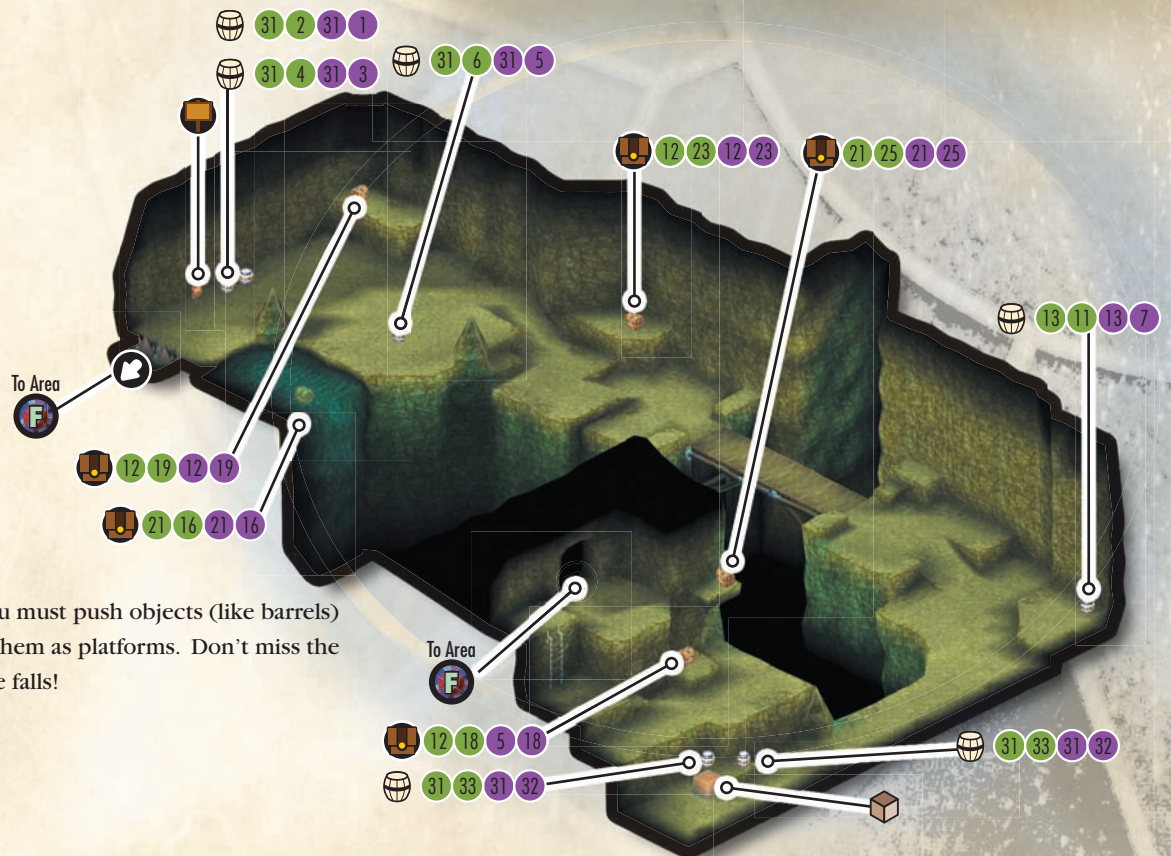 31 2 31 1
31 4 31 3
31 6 31 5
12 23 12 23
21 25 21 25
13 11 13 7
To Area
F
12 19 12 19
21 16 21 16
u must push objects (like barrels)
them as platforms. Don't miss the
e falls!
To Area
F
12 18 5 18
31 33 31 32
31 33 31 32